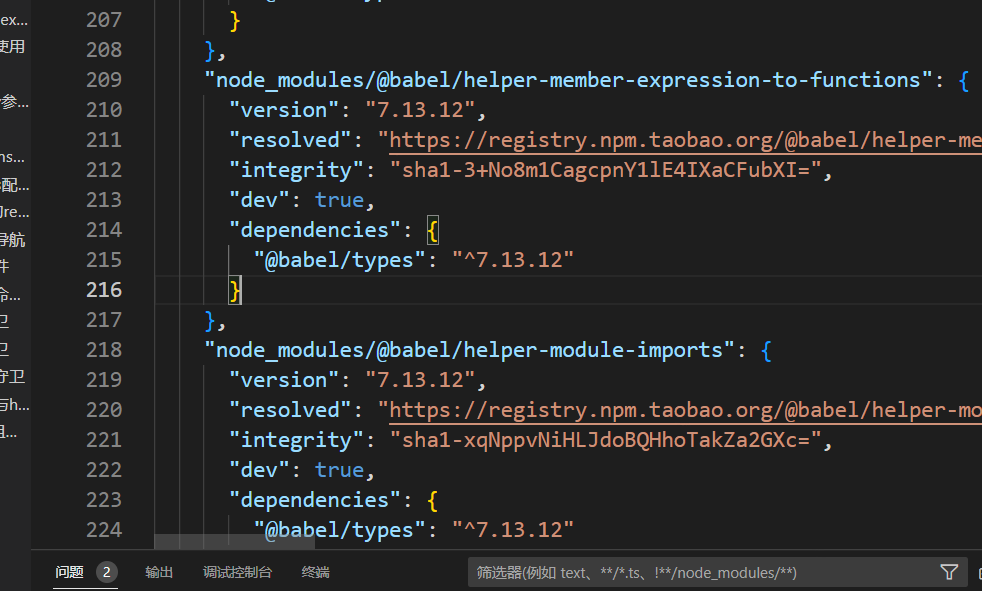 ex...
使用
参...
ns...
配...
re...
导航
件
命...
卫
卫
守卫
与h...
组...
207 }
208 },
209 "node_modules/@babel/helper-member-expression-to-functions": {
210 "version": "7.13.12",
211 "resolved": "https://registry.npm.taobao.org/@babel/helper-me
212 "integrity": "sha1-3+No8m1CagcpnY1lE4IXaCFubXI=",
213 "dev": true,
214 "dependencies": {
215 "@babel/types": "^7.13.12"
216 }
217 },
218 "node_modules/@babel/helper-module-imports": {
219 "version": "7.13.12",
220 "resolved": "https://registry.npm.taobao.org/@babel/helper-mo
221 "integrity": "sha1-xqNppvNiHLJdoBQHhoTakZa2GXc=",
222 "dev": true,
223 "dependencies": {
224 "@babel/types": "^7.13.12"
问题 2 输出 调试控制台 终端 筛选器(例如 text、**/*.ts、!**/node_modules/**)